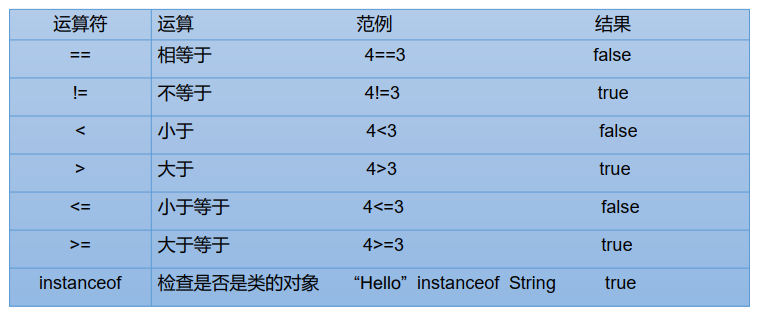 运算符 运算 范例 结果
== 相等于 4==3 false
!= 不等于 4!=3 true
< 小于 4<3 false
> 大于 4>3 true
<= 小于等于 4<=3 false
>= 大于等于 4>=3 true
instanceof 检查是否是类的对象 “Hello” instanceof String true